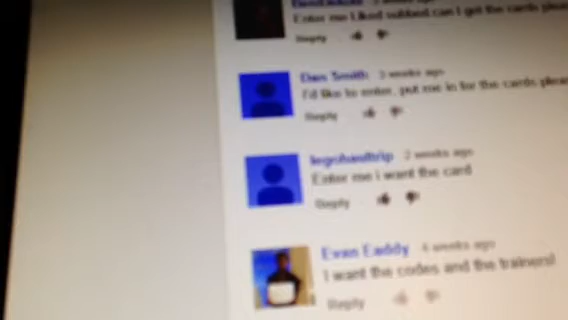 Enter me Liked subbed.can I get the cards
Reply
Dan Smith 3 weeks ago
I'd like to enter, put me in for the cards
Reply
legohandtrip 2 weeks ago
Enter me i want the card
Reply
Evan Eaddy 4 weeks ago
I want the codes and the trainers!
Reply